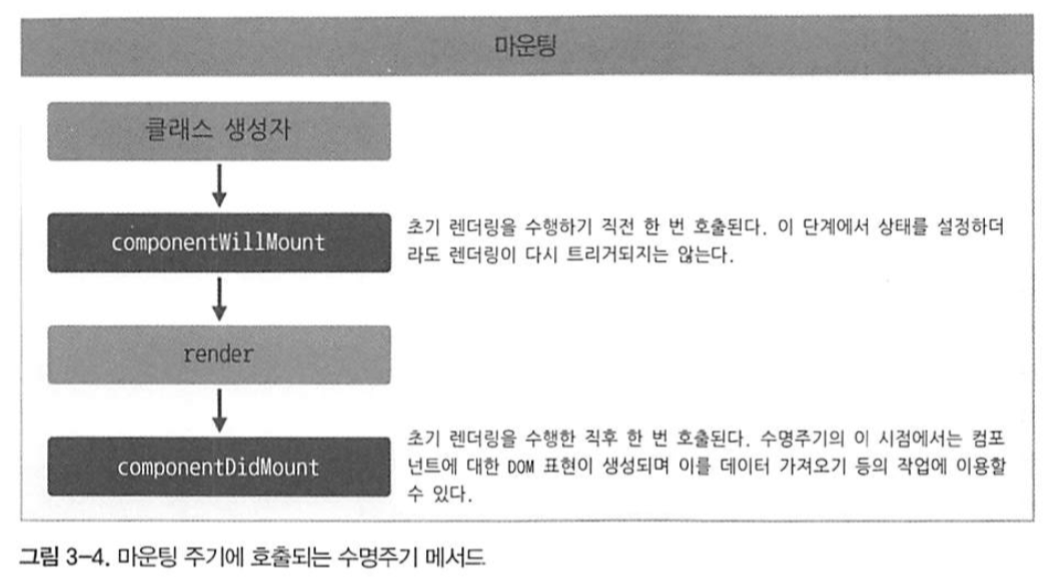 마운팅
클래스 생성자
componentWillMount
초기 렌더링을 수행하기 직전 한 번 호출된다. 이 단계에서 상태를 설정하더
라도 렌더링이 다시 트리거되지는 않는다.
render
componentDidMount
초기 렌더링을 수행한 직후 한 번 호출된다. 수명주기의 이 시점에서는 컴포
넌트에 대한 DOM 표현이 생성되며 이를 데이터 가져오기 등의 작업에 이용할
수 있다.
그림 3-4. 마운팅 주기에 호출되는 수명주기 메서드